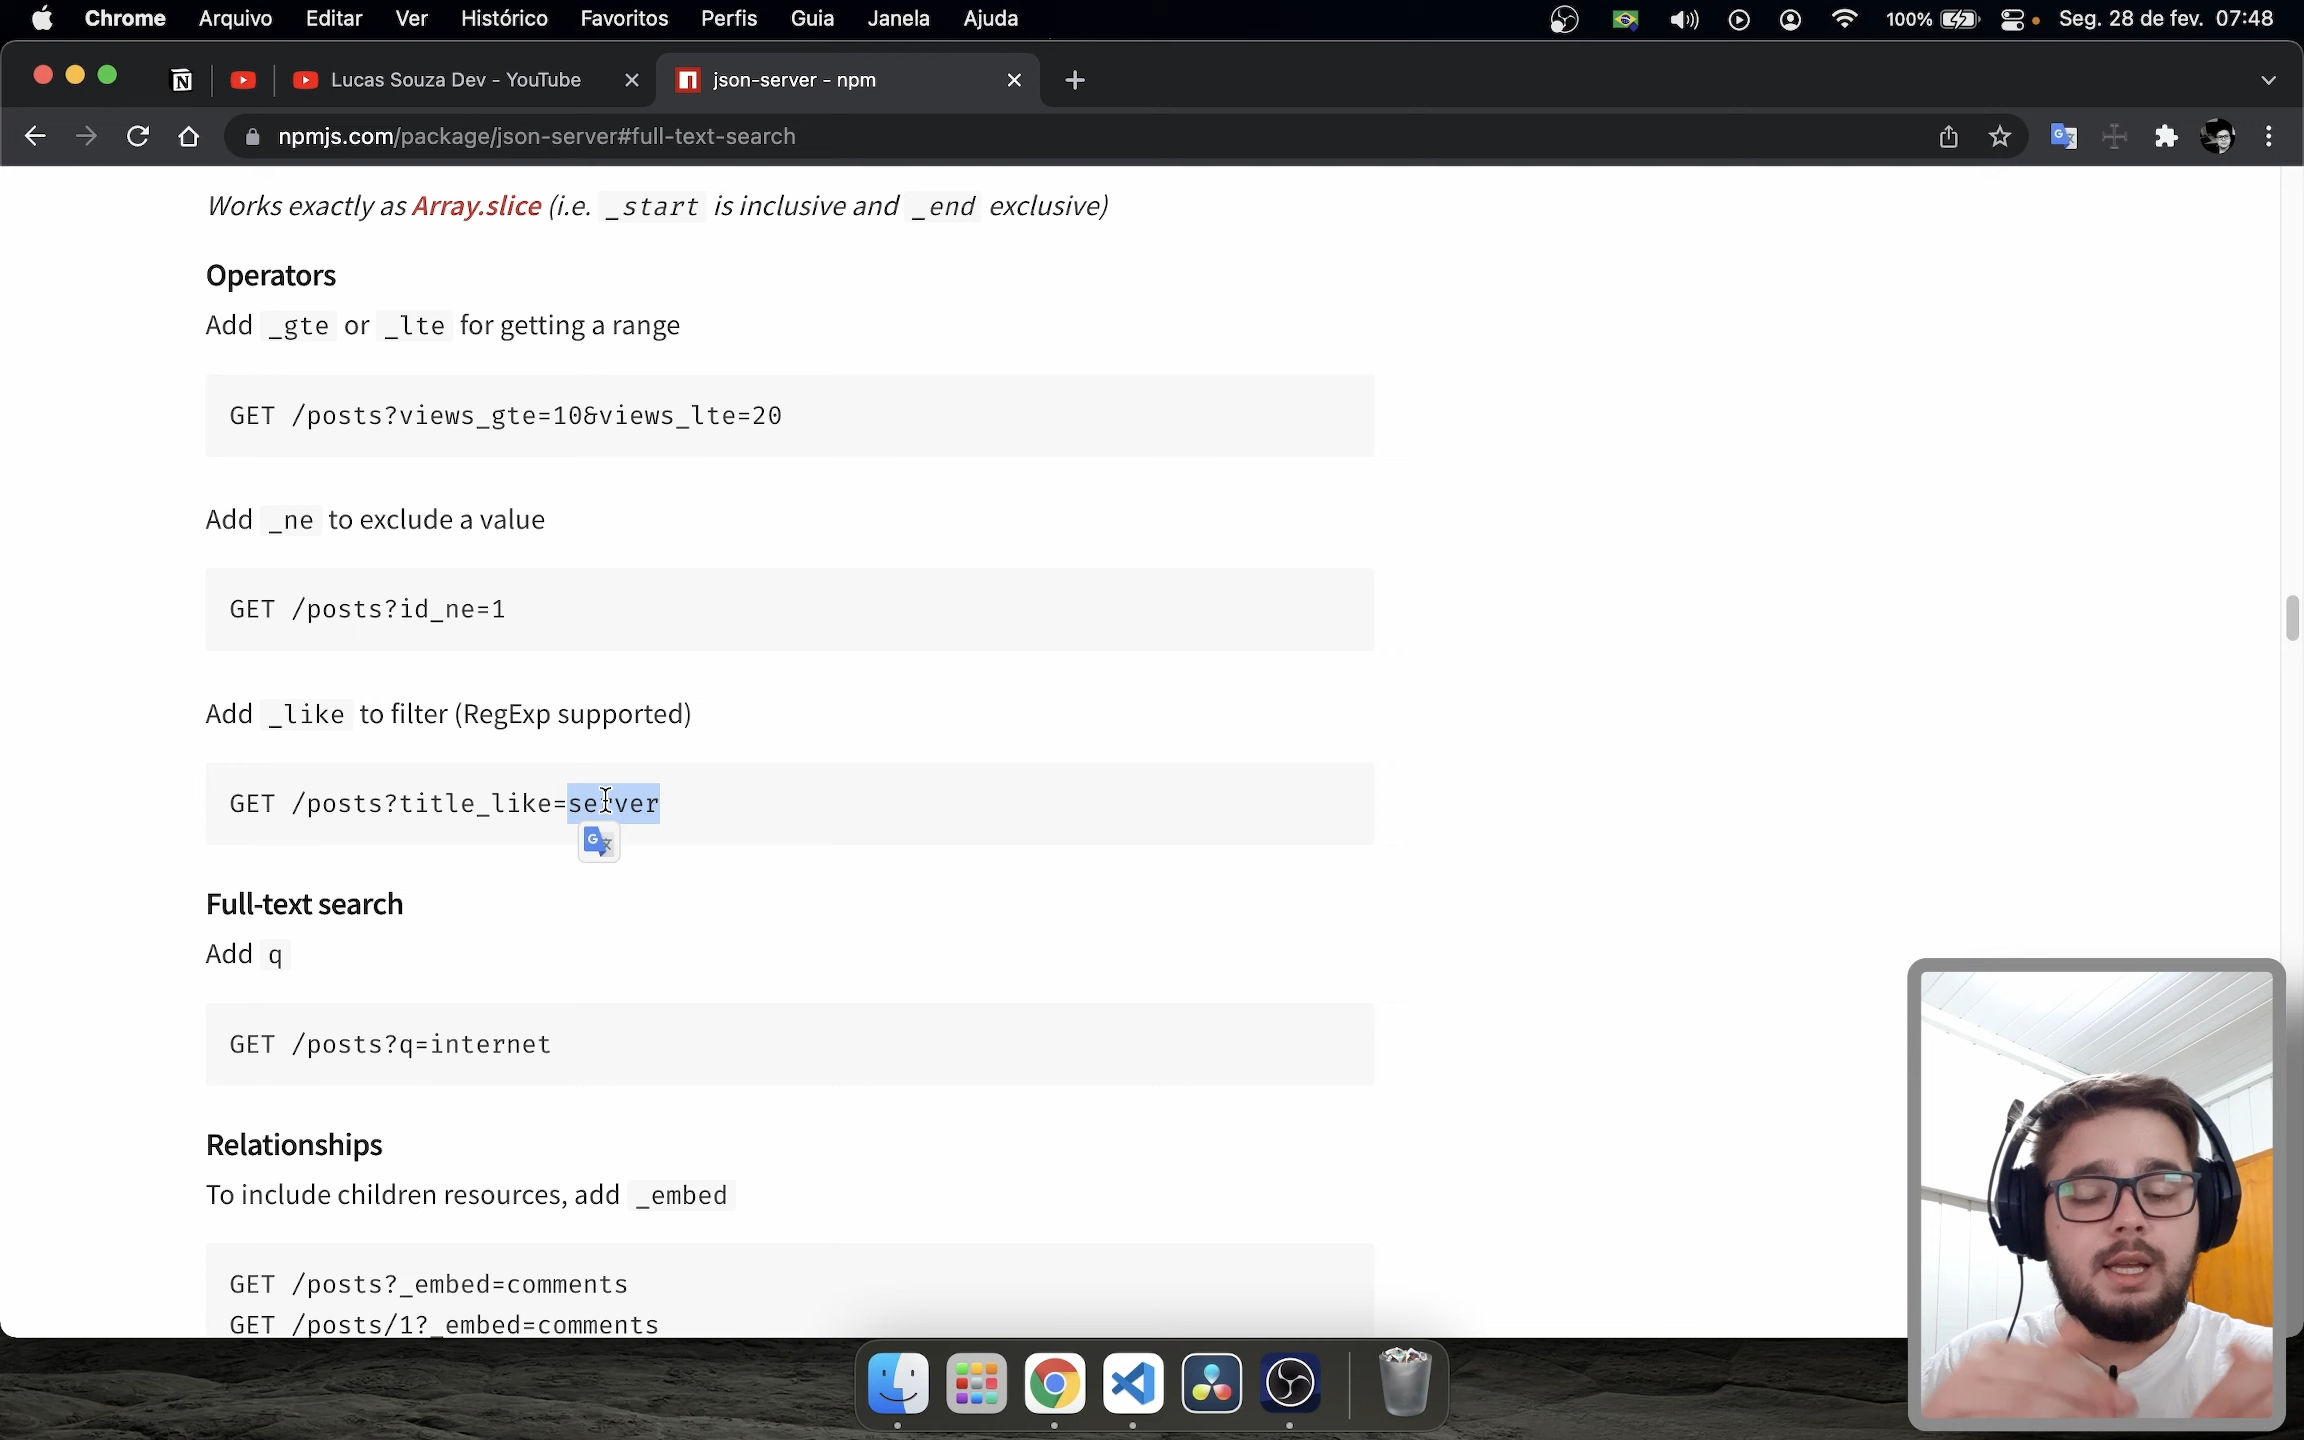 Chrome Arquivo Editar Ver Histórico Favoritos Perfis Guia Janela Ajuda 100% Seg. 28 de fev. 07:48
Lucas Souza Dev - YouTube json-server - npm
npmjs.com/package/json-server#full-text-search
Works exactly as Array.slice (i.e. _start is inclusive and _end exclusive)
Operators
Add _gte or _lte for getting a range
GET /posts?views_gte=10&views_lte=20
Add _ne to exclude a value
GET /posts?id_ne=1
Add _like to filter (RegExp supported)
GET /posts?title_like=server
Full-text search
Add q
GET /posts?q=internet
Relationships
To include children resources, add _embed
GET /posts?_embed=comments
GET /posts/1?_embed=comments